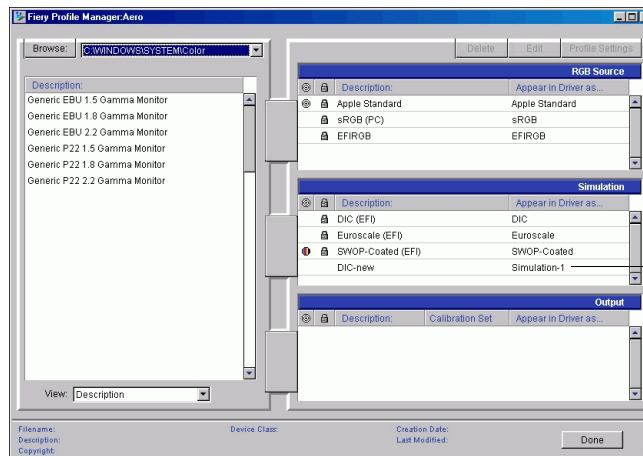 Fiery Profile Manager:Aero
Browse: C:\WINDOWS\SYSTEM\Color
Description:
Generic EBU 1.5 Gamma Monitor
Generic EBU 1.8 Gamma Monitor
Generic EBU 2.2 Gamma Monitor
Generic P22 1.5 Gamma Monitor
Generic P22 1.8 Gamma Monitor
Generic P22 2.2 Gamma Monitor
View: Description
Delete Edit Profile Settings
RGB Source
Description: Appear in Driver as...
Apple Standard Apple Standard
sRGB (PC) sRGB
EFIRGB EFIRGB
Simulation
Description: Appear in Driver as...
DIC (EFI) DIC
Euroscale (EFI) Euroscale
SWOP-Coated (EFI) SWOP-Coated
DIC-new Simulation-1
Output
Description: Calibration Set Appear in Driver as...
Filename: Device Class: Creation Date:
Description: Last Modified:
Copyright:
Done